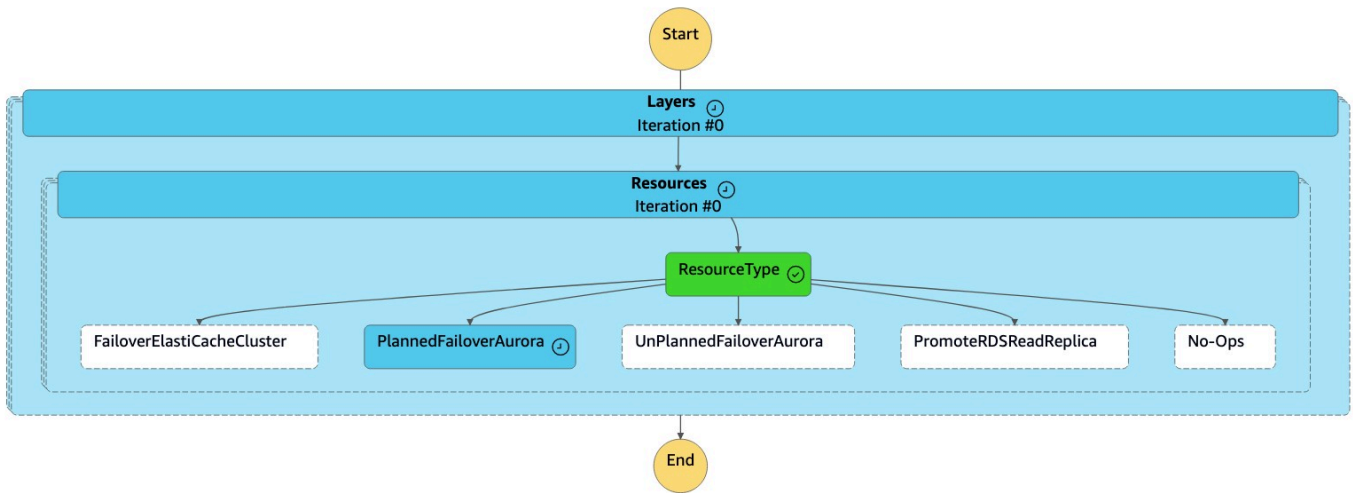 Start
Layers
Iteration #0
Resources
Iteration #0
ResourceType
FailoverElastiCacheCluster
PlannedFailoverAurora
UnPlannedFailoverAurora
PromoteRDSReadReplica
No-Ops
End